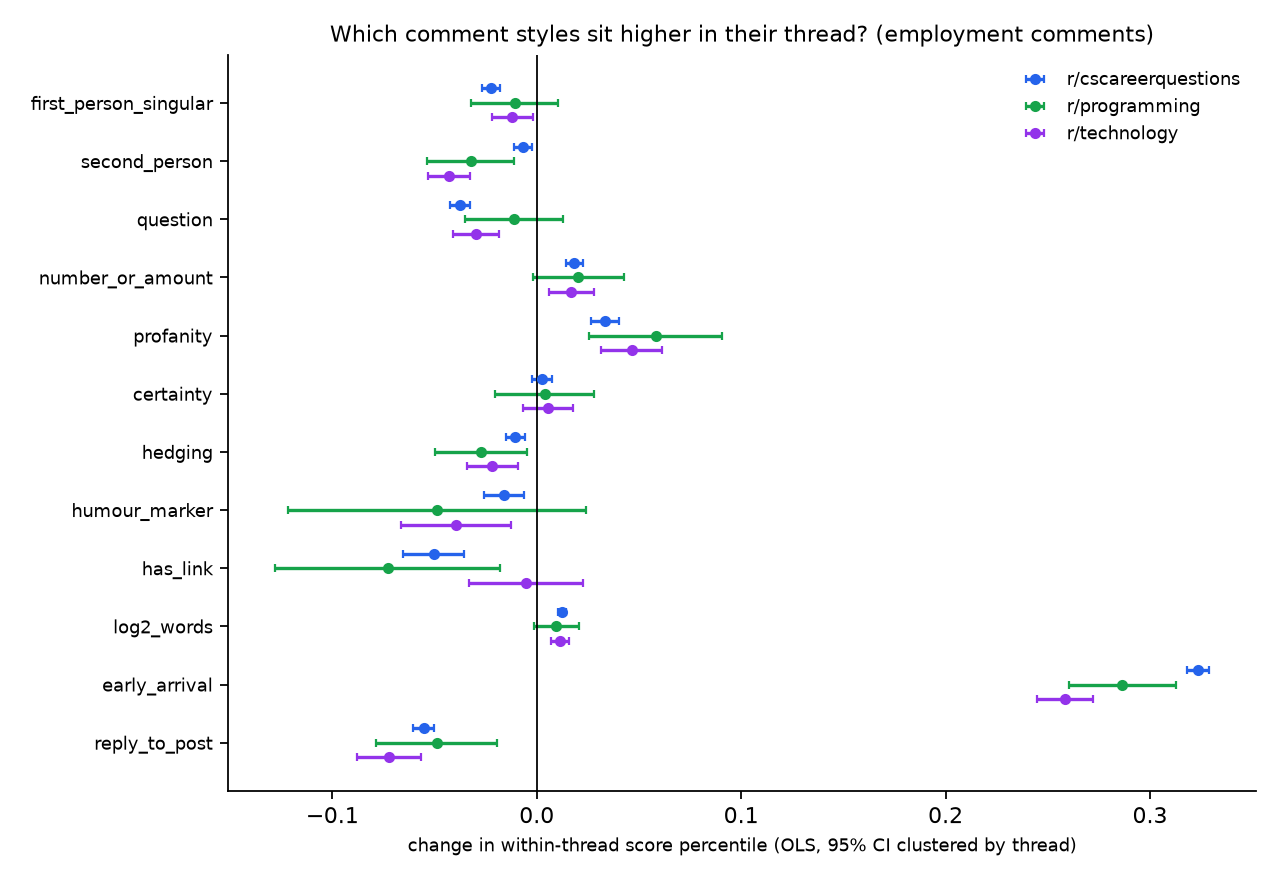 Which comment styles sit higher in their thread? (employment comments)
r/cscareerquestions
r/programming
r/technology
first_person_singular
second_person
question
number_or_amount
profanity
certainty
hedging
humour_marker
has_link
log2_words
early_arrival
reply_to_post
−0.1 0.0 0.1 0.2 0.3
change in within-thread score percentile (OLS, 95% CI clustered by thread)